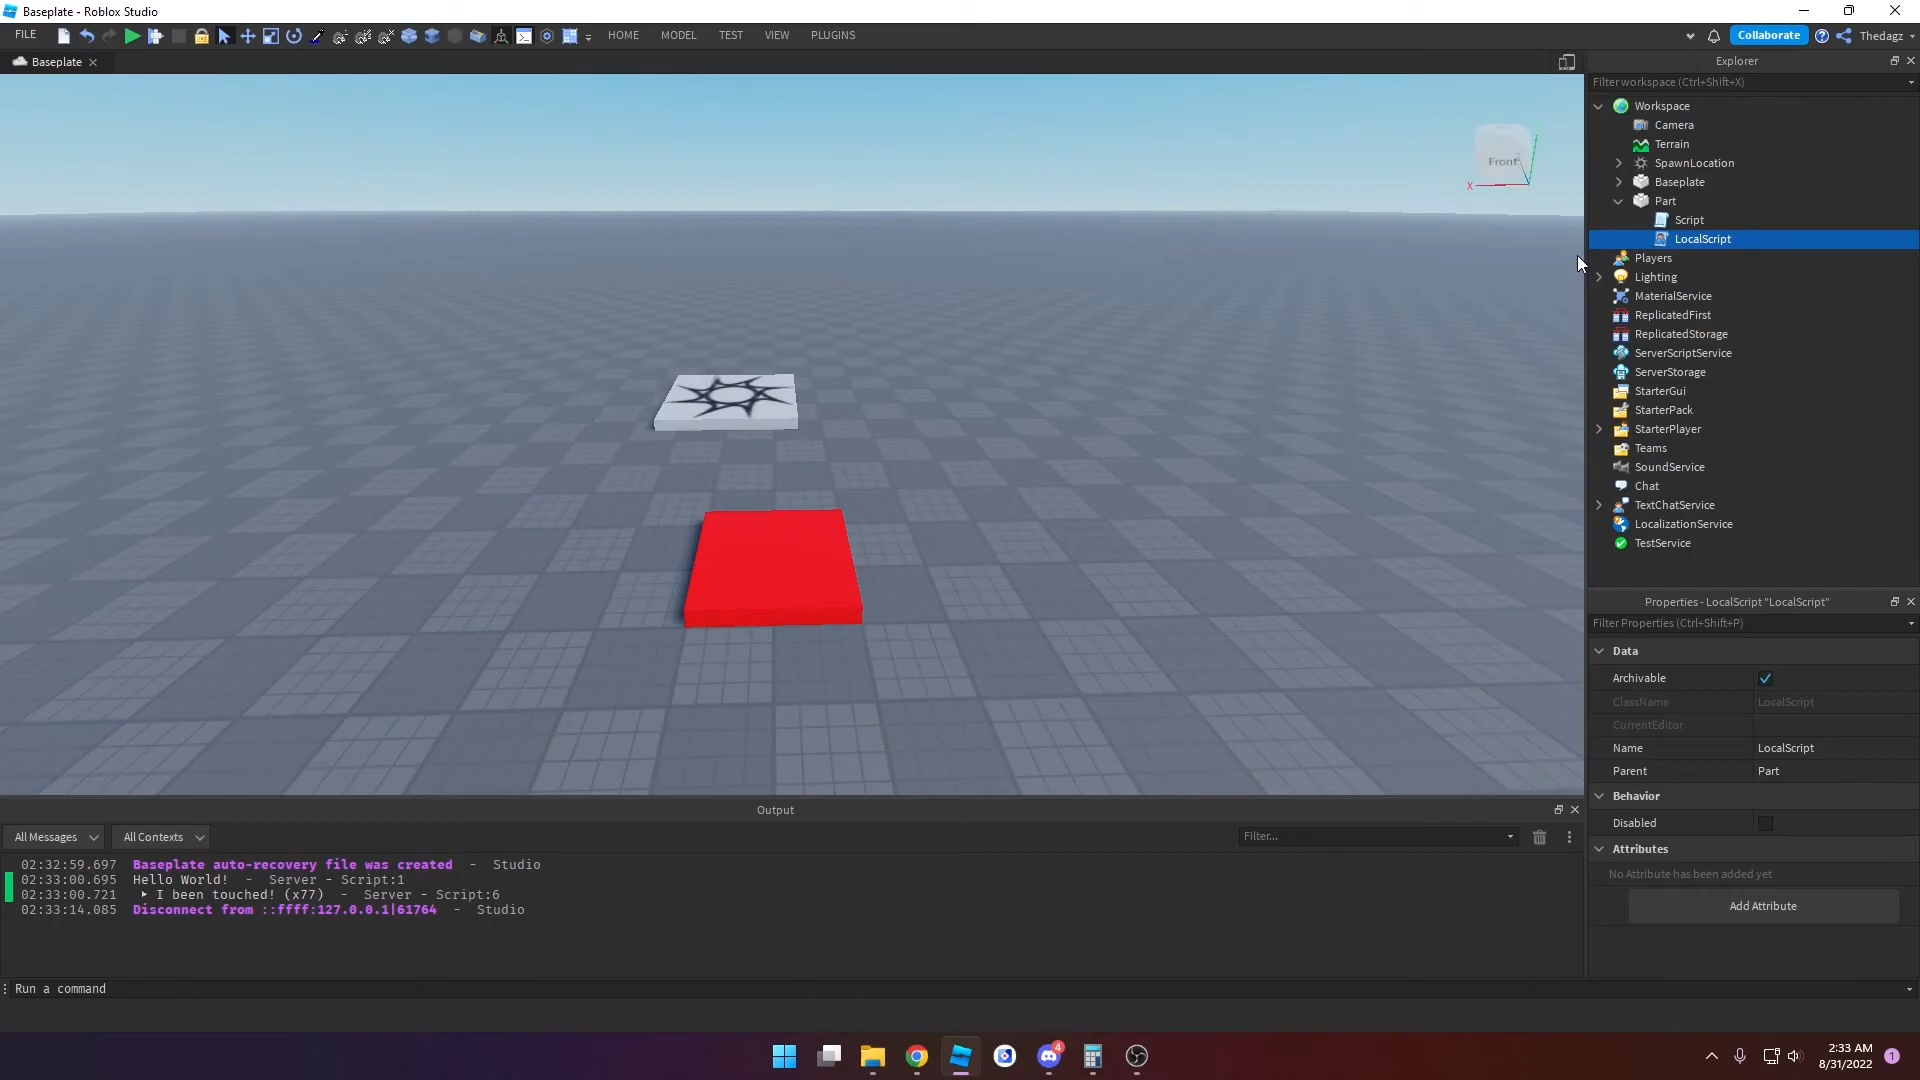 Baseplate - Roblox Studio
FILE
HOME
MODEL
TEST
VIEW
PLUGINS
Collaborate
Thedagz
Baseplate
Explorer
Filter workspace (Ctrl+Shift+X)
Workspace
Camera
Terrain
SpawnLocation
Baseplate
Part
Script
LocalScript
Players
Lighting
MaterialService
ReplicatedFirst
ReplicatedStorage
ServerScriptService
ServerStorage
StarterGui
StarterPack
StarterPlayer
Teams
SoundService
Chat
TextChatService
LocalizationService
TestService
Front
X
Z
Properties - LocalScript "LocalScript"
Filter Properties (Ctrl+Shift+P)
Data
Archivable
ClassName LocalScript
CurrentEditor
Name LocalScript
Parent Part
Behavior
Disabled
Attributes
No Attribute has been added yet
Add Attribute
Output
All Messages
All Contexts
Filter...
02:32:59.697 Baseplate auto-recovery file was created - Studio
02:33:00.695 Hello World! - Server - Script:1
02:33:00.721 ▶ I been touched! (x77) - Server - Script:6
02:33:14.085 Disconnect from ::ffff:127.0.0.1|61764 - Studio
Run a command
4
2:33 AM
8/31/2022
1